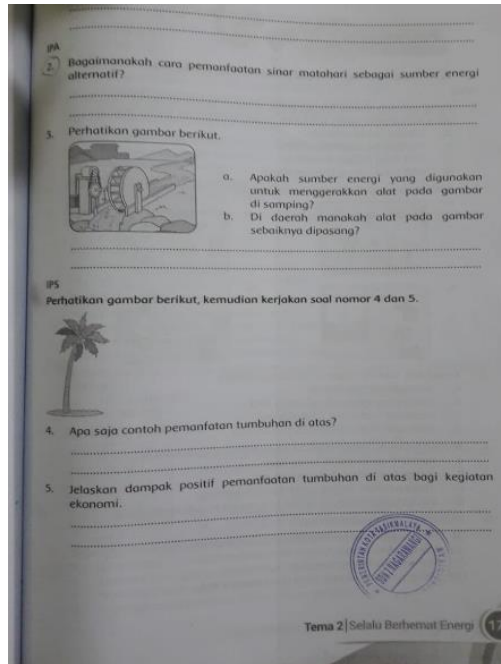 IPA
2. Bagaimanakah cara pemanfaatan sinar matahari sebagai sumber energi
alternatif?
3. Perhatikan gambar berikut.
a. Apakah sumber energi yang digunakan
untuk menggerakkan alat pada gambar
di samping?
b. Di daerah manakah alat pada gambar
sebaiknya dipasang?
IPS
Perhatikan gambar berikut, kemudian kerjakan soal nomor 4 dan 5.
4. Apa saja contoh pemanfatan tumbuhan di atas?
5. Jelaskan dampak positif pemanfaatan tumbuhan di atas bagi kegiatan
ekonomi.
Tema 2 | Selalu Berhemat Energi